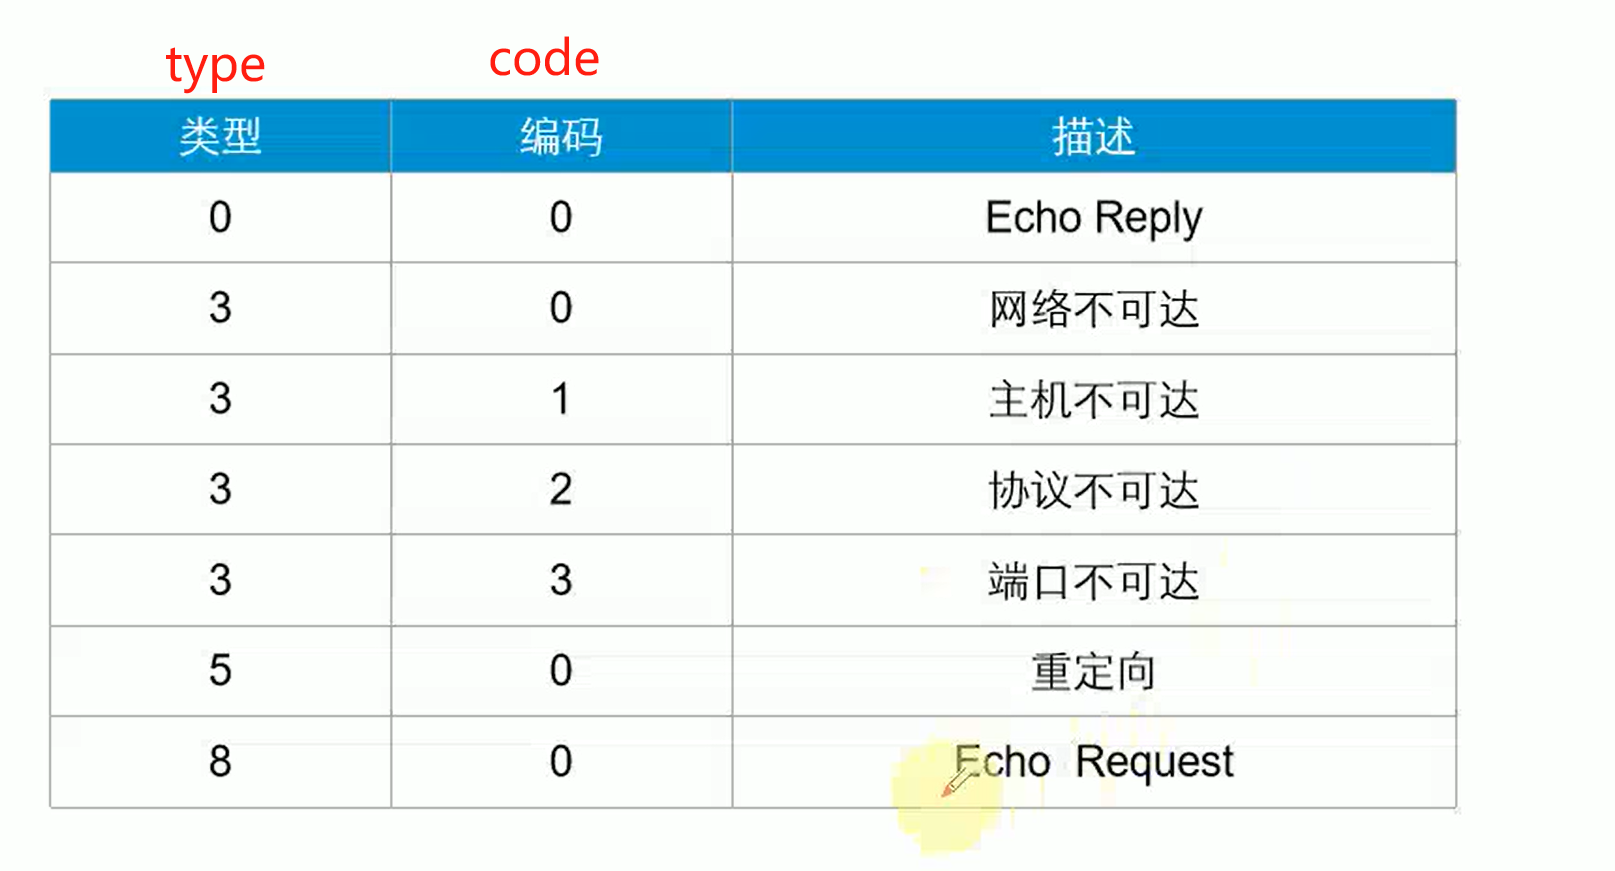 type code
类型 编码 描述
0 0 Echo Reply
3 0 网络不可达
3 1 主机不可达
3 2 协议不可达
3 3 端口不可达
5 0 重定向
8 0 Echo Request